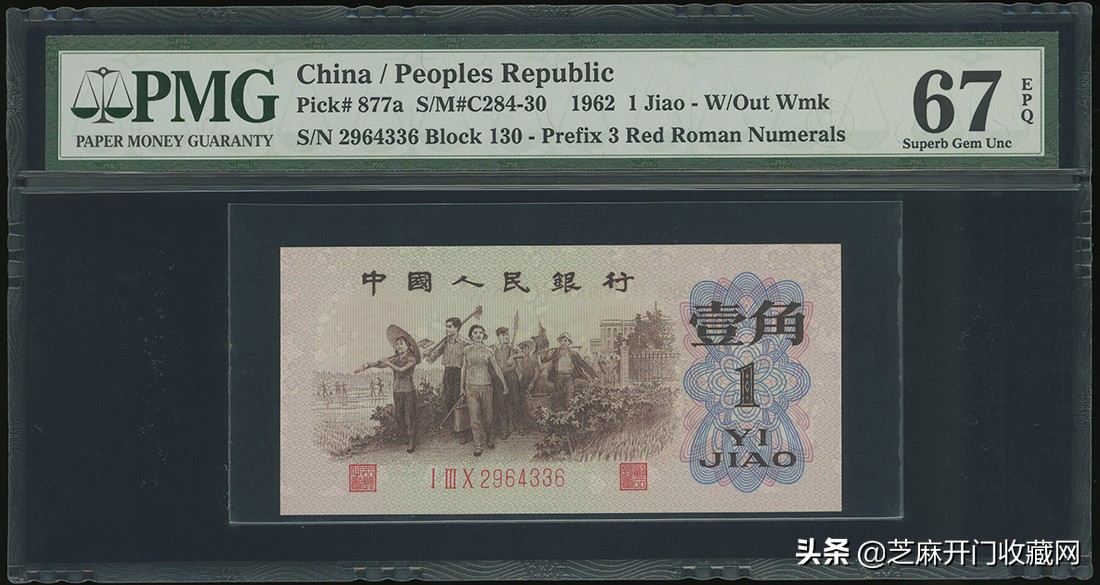 PMG
PAPER MONEY GUARANTY
China / Peoples Republic
Pick# 877a S/M#C284-30 1962 1 Jiao - W/Out Wmk
S/N 2964336 Block 130 - Prefix 3 Red Roman Numerals
67
EPQ
Superb Gem Unc
中國人民銀行
壹角
1
YI
JIAO
I III X 2964336
头条 @芝麻开门收藏网